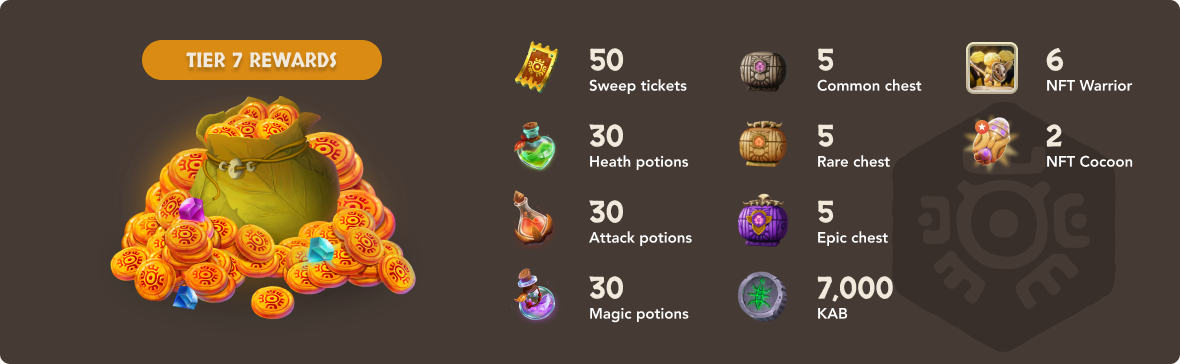 TIER 7 REWARDS
50
Sweep tickets
30
Heath potions
30
Attack potions
30
Magic potions
5
Common chest
5
Rare chest
5
Epic chest
7,000
KAB
6
NFT Warrior
2
NFT Cocoon